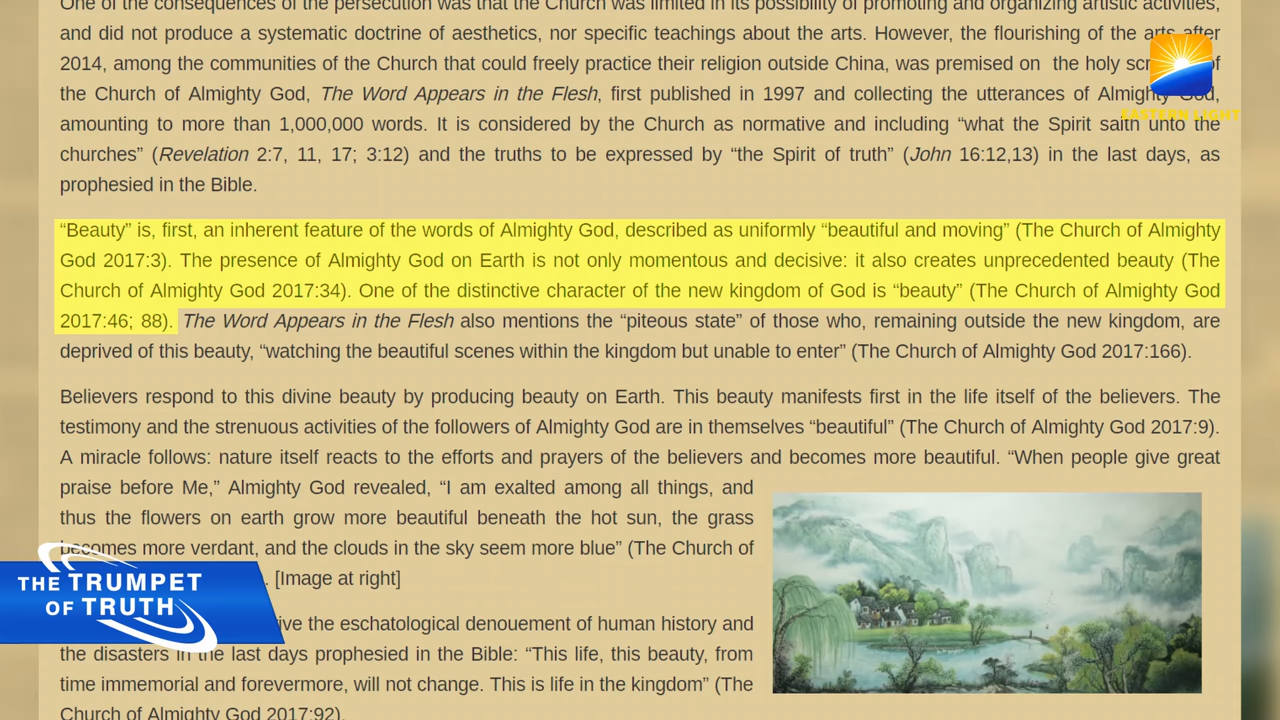 One of the consequences of the persecution was that the Church was limited in its possibility of promoting and organizing artistic activities,
and did not produce a systematic doctrine of aesthetics, nor specific teachings about the arts. However, the flourishing of the arts after
2014, among the communities of the Church that could freely practice their religion outside China, was premised on the holy of
the Church of Almighty God, The Word Appears in the Flesh, first published in 1997 and collecting the utterances of Almighty God,
EASTERN LIGHT
amounting to more than 1,000,000 words. It is considered by the Church as normative and including “what the Spirit saith unto the
churches” (Revelation 2:7, 11, 17; 3:12) and the truths to be expressed by “the Spirit of truth” (John 16:12,13) in the last days, as
prophesied in the Bible.
“Beauty” is, first, an inherent feature of the words of Almighty God, described as uniformly “beautiful and moving” (The Church of Almighty
God 2017:3). The presence of Almighty God on Earth is not only momentous and decisive: it also creates unprecedented beauty (The
Church of Almighty God 2017:34). One of the distinctive character of the new kingdom of God is “beauty” (The Church of Almighty God
2017:46; 88). The Word Appears in the Flesh also mentions the “piteous state” of those who, remaining outside the new kingdom, are
deprived of this beauty, “watching the beautiful scenes within the kingdom but unable to enter” (The Church of Almighty God 2017:166).
Believers respond to this divine beauty by producing beauty on Earth. This beauty manifests first in the life itself of the believers. The
testimony and the strenuous activities of the followers of Almighty God are in themselves “beautiful” (The Church of Almighty God 2017:9).
A miracle follows: nature itself reacts to the efforts and prayers of the believers and becomes more beautiful. “When people give great
praise before Me,” Almighty God revealed, “I am exalted among all things, and
thus the flowers on earth grow more beautiful beneath the hot sun, the grass
becomes more verdant, and the clouds in the sky seem more blue” (The Church of
. [Image at right]
THE TRUMPET
OF TRUTH
the eschatological denouement of human history and
the disasters in the last days prophesied in the Bible: “This life, this beauty, from
time immemorial and forevermore, will not change. This is life in the kingdom” (The
Church of Almighty God 2017:92).